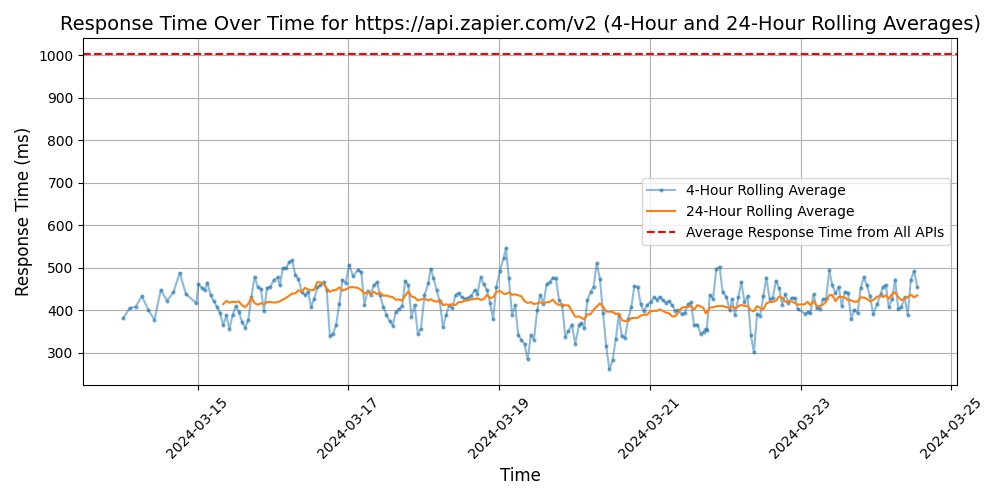 Response Time Over Time for https://api.zapier.com/v2 (4-Hour and 24-Hour Rolling Averages)
Response Time (ms)
1000
900
800
700
600
500
400
300
4-Hour Rolling Average
24-Hour Rolling Average
Average Response Time from All APIs
2024-03-15
2024-03-17
2024-03-19
2024-03-21
2024-03-23
2024-03-25
Time